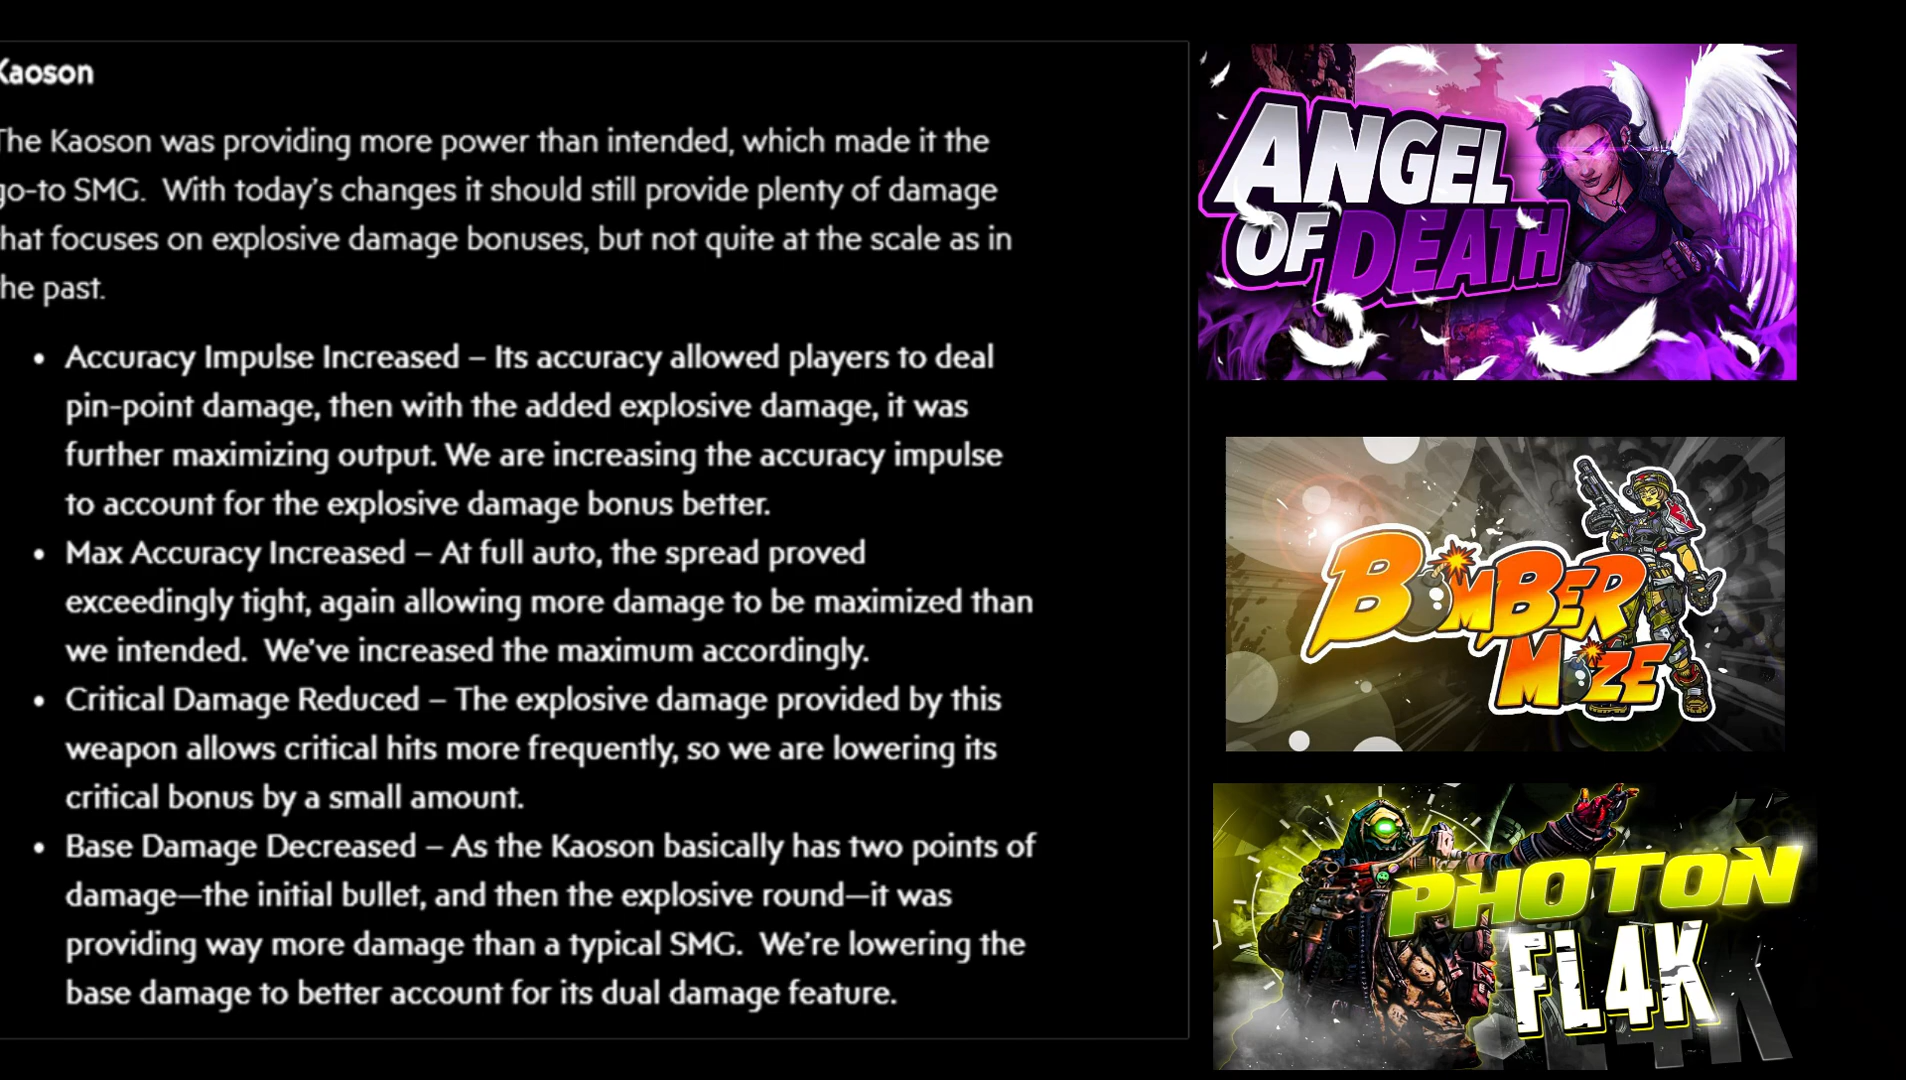 Kaoson
The Kaoson was providing more power than intended, which made it the
go-to SMG.  With today's changes it should still provide plenty of damage
that focuses on explosive damage bonuses, but not quite at the scale as in
the past.
• Accuracy Impulse Increased – Its accuracy allowed players to deal
pin-point damage, then with the added explosive damage, it was
further maximizing output. We are increasing the accuracy impulse
to account for the explosive damage bonus better.
• Max Accuracy Increased – At full auto, the spread proved
exceedingly tight, again allowing more damage to be maximized than
we intended.  We've increased the maximum accordingly.
• Critical Damage Reduced – The explosive damage provided by this
weapon allows critical hits more frequently, so we are lowering its
critical bonus by a small amount.
• Base Damage Decreased – As the Kaoson basically has two points of
damage—the initial bullet, and then the explosive round—it was
providing way more damage than a typical SMG.  We're lowering the
base damage to better account for its dual damage feature.
ANGEL
OF DEATH
BOMBER
MOZE
PHOTON
FL4K